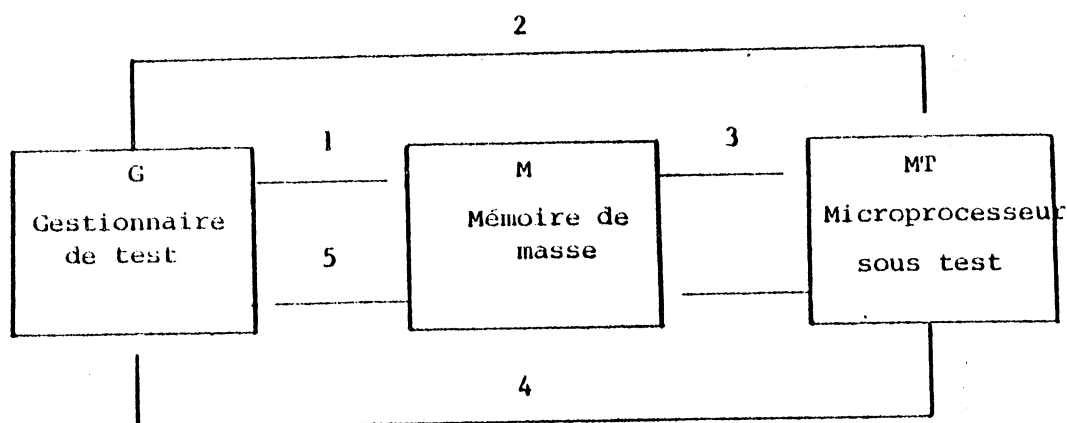 2
1
3
G
Gestionnaire
de test
M
Mémoire de
masse
MT
Microprocesseur
sous test
5
4